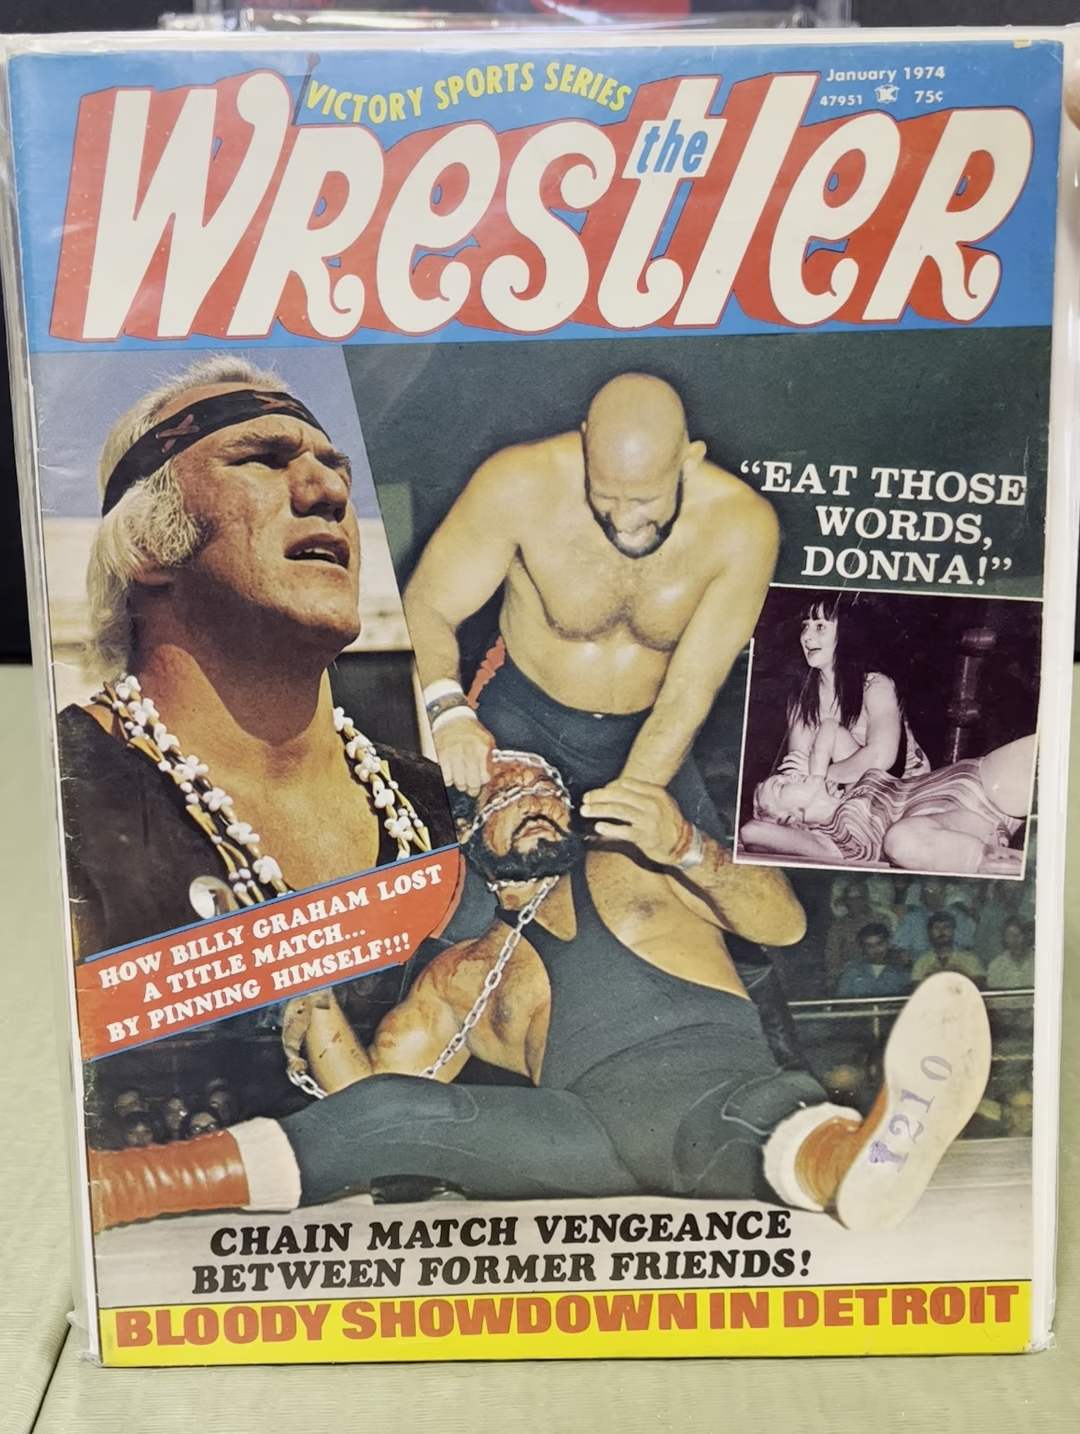 VICTORY SPORTS SERIES
January 1974
47951 K 75¢
the
WRestleR
"EAT THOSE
WORDS,
DONNA!"
HOW BILLY GRAHAM LOST
A TITLE MATCH...
BY PINNING HIMSELF!!!
1210
CHAIN MATCH VENGEANCE
BETWEEN FORMER FRIENDS!
BLOODY SHOWDOWN IN DETROIT